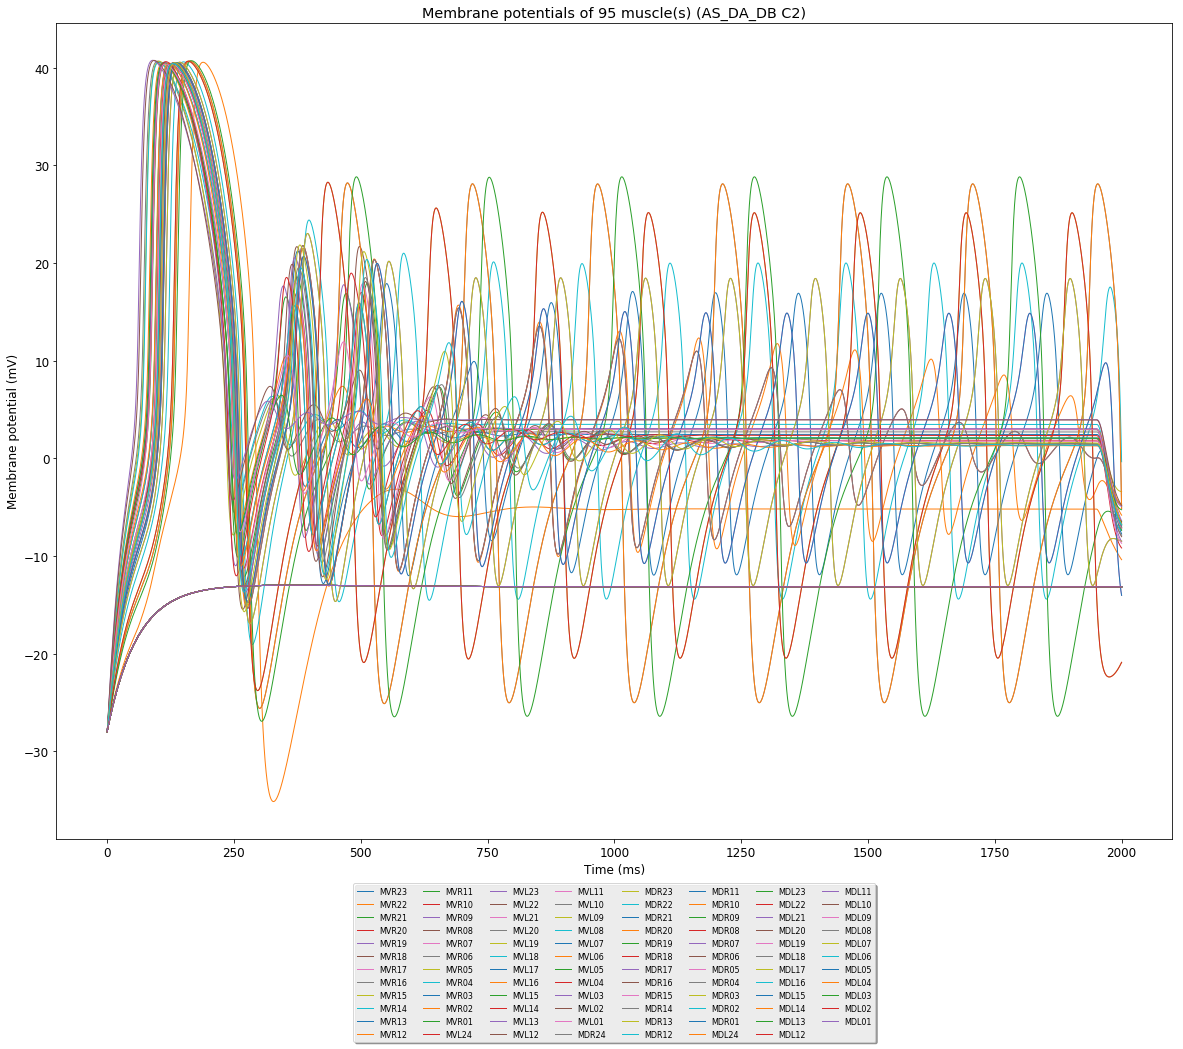 Membrane potentials of 95 muscle(s) (AS_DA_DB C2)
40
30
20
10
0
−10
−20
−30
Membrane potential (mV)
0 250 500 750 1000 1250 1500 1750 2000
Time (ms)
MVR23 MVR11 MVL23 MVL11 MDR23 MDR11 MDL23 MDL11
MVR22 MVR10 MVL22 MVL10 MDR22 MDR10 MDL22 MDL10
MVR21 MVR09 MVL21 MVL09 MDR21 MDR09 MDL21 MDL09
MVR20 MVR08 MVL20 MVL08 MDR20 MDR08 MDL20 MDL08
MVR19 MVR07 MVL19 MVL07 MDR19 MDR07 MDL19 MDL07
MVR18 MVR06 MVL18 MVL06 MDR18 MDR06 MDL18 MDL06
MVR17 MVR05 MVL17 MVL05 MDR17 MDR05 MDL17 MDL05
MVR16 MVR04 MVL16 MVL04 MDR16 MDR04 MDL16 MDL04
MVR15 MVR03 MVL15 MVL03 MDR15 MDR03 MDL15 MDL03
MVR14 MVR02 MVL14 MVL02 MDR14 MDR02 MDL14 MDL02
MVR13 MVR01 MVL13 MVL01 MDR13 MDR01 MDL13 MDL01
MVR12 MVL24 MVL12 MDR24 MDR12 MDL24 MDL12